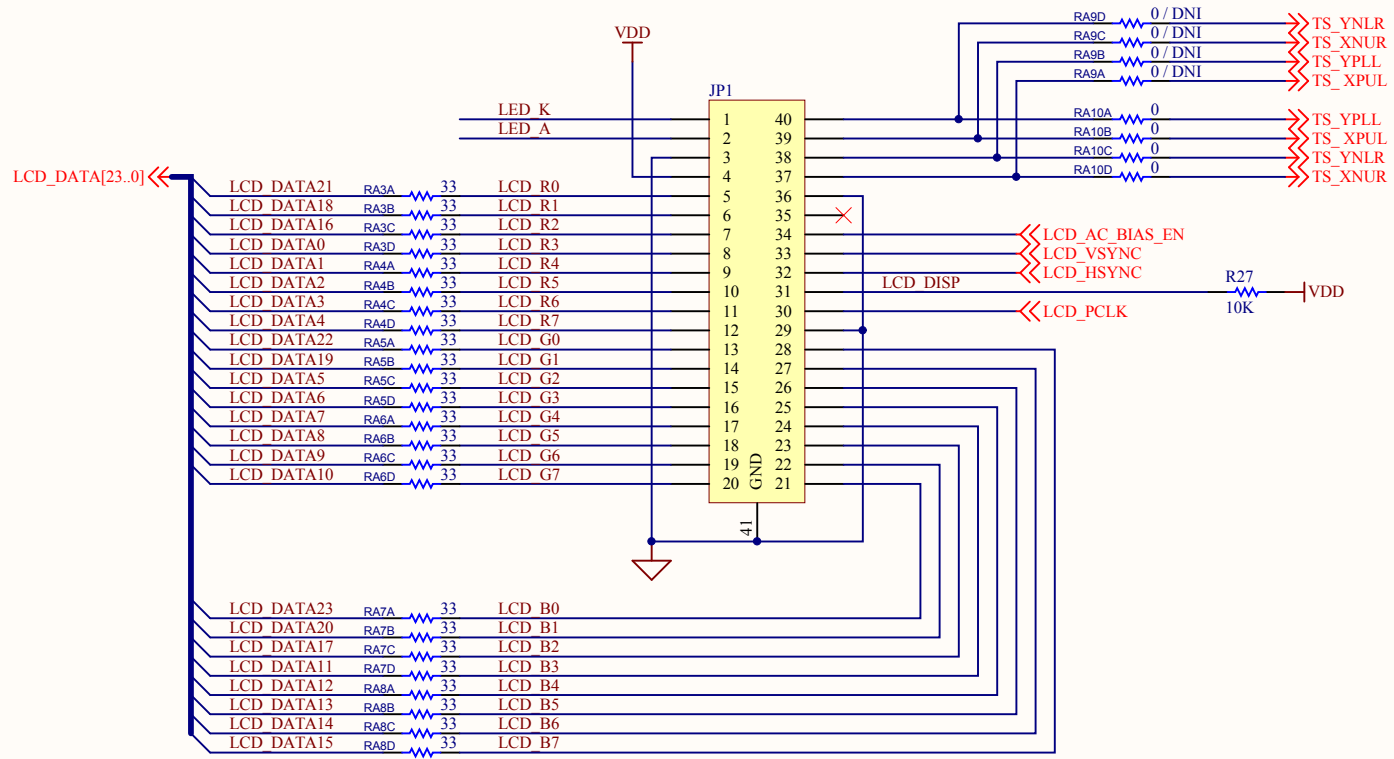 RA9D 0 / DNI TS_YNLR
RA9C 0 / DNI TS_XNUR
RA9B 0 / DNI TS_YPLL
RA9A 0 / DNI TS_ XPUL
VDD
JP1
LED_K 1 40 RA10A 0 TS_YPLL
LED_A 2 39 RA10B 0 TS_XPUL
3 38 RA10C 0 TS_YNLR
4 37 RA10D 0 TS_XNUR
LCD_DATA[23..0]
LCD_DATA21 RA3A 33 LCD_R0 5 36
LCD_DATA18 RA3B 33 LCD_R1 6 35
LCD_DATA16 RA3C 33 LCD_R2 7 34 LCD_AC_BIAS_EN
LCD_DATA0 RA3D 33 LCD_R3 8 33 LCD_VSYNC
LCD_DATA1 RA4A 33 LCD_R4 9 32 LCD_HSYNC
LCD_DATA2 RA4B 33 LCD_R5 10 31 LCD_DISP R27 10K VDD
LCD_DATA3 RA4C 33 LCD_R6 11 30 LCD_PCLK
LCD_DATA4 RA4D 33 LCD_R7 12 29
LCD_DATA22 RA5A 33 LCD_G0 13 28
LCD_DATA19 RA5B 33 LCD_G1 14 27
LCD_DATA5 RA5C 33 LCD_G2 15 26
LCD_DATA6 RA5D 33 LCD_G3 16 25
LCD_DATA7 RA6A 33 LCD_G4 17 24
LCD_DATA8 RA6B 33 LCD_G5 18 23
LCD_DATA9 RA6C 33 LCD_G6 19 22
LCD_DATA10 RA6D 33 LCD_G7 20 GND 21
41
LCD_DATA23 RA7A 33 LCD_B0
LCD_DATA20 RA7B 33 LCD_B1
LCD_DATA17 RA7C 33 LCD_B2
LCD_DATA11 RA7D 33 LCD_B3
LCD_DATA12 RA8A 33 LCD_B4
LCD_DATA13 RA8B 33 LCD_B5
LCD_DATA14 RA8C 33 LCD_B6
LCD_DATA15 RA8D 33 LCD_B7